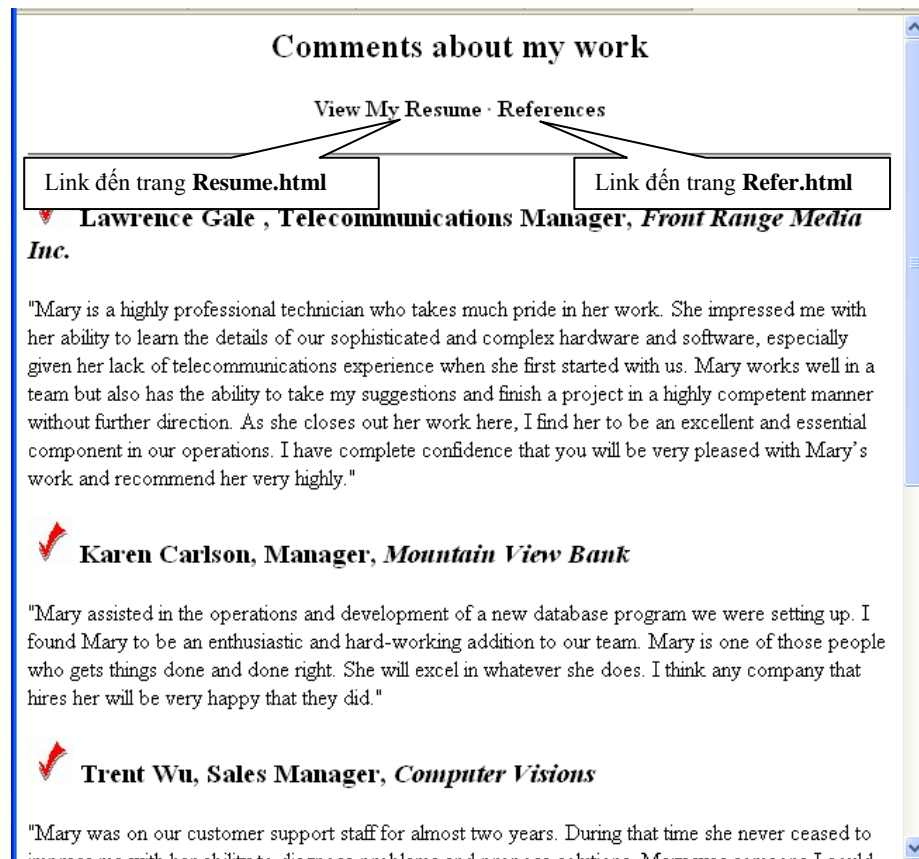 Comments about my work
View My Resume · References
Link đến trang Resume.html
Link đến trang Refer.html
Lawrence Gale , Telecommunications Manager, Front Range Media
Inc.
"Mary is a highly professional technician who takes much pride in her work. She impressed me with
her ability to learn the details of our sophisticated and complex hardware and software, especially
given her lack of telecommunications experience when she first started with us. Mary works well in a
team but also has the ability to take my suggestions and finish a project in a highly competent manner
without further direction. As she closes out her work here, I find her to be an excellent and essential
component in our operations. I have complete confidence that you will be very pleased with Mary's
work and recommend her very highly."
Karen Carlson, Manager, Mountain View Bank
"Mary assisted in the operations and development of a new database program we were setting up. I
found Mary to be an enthusiastic and hard-working addition to our team. Mary is one of those people
who gets things done and done right. She will excel in whatever she does. I think any company that
hires her will be very happy that they did."
Trent Wu, Sales Manager, Computer Visions
"Mary was on our customer support staff for almost two years. During that time she never ceased to